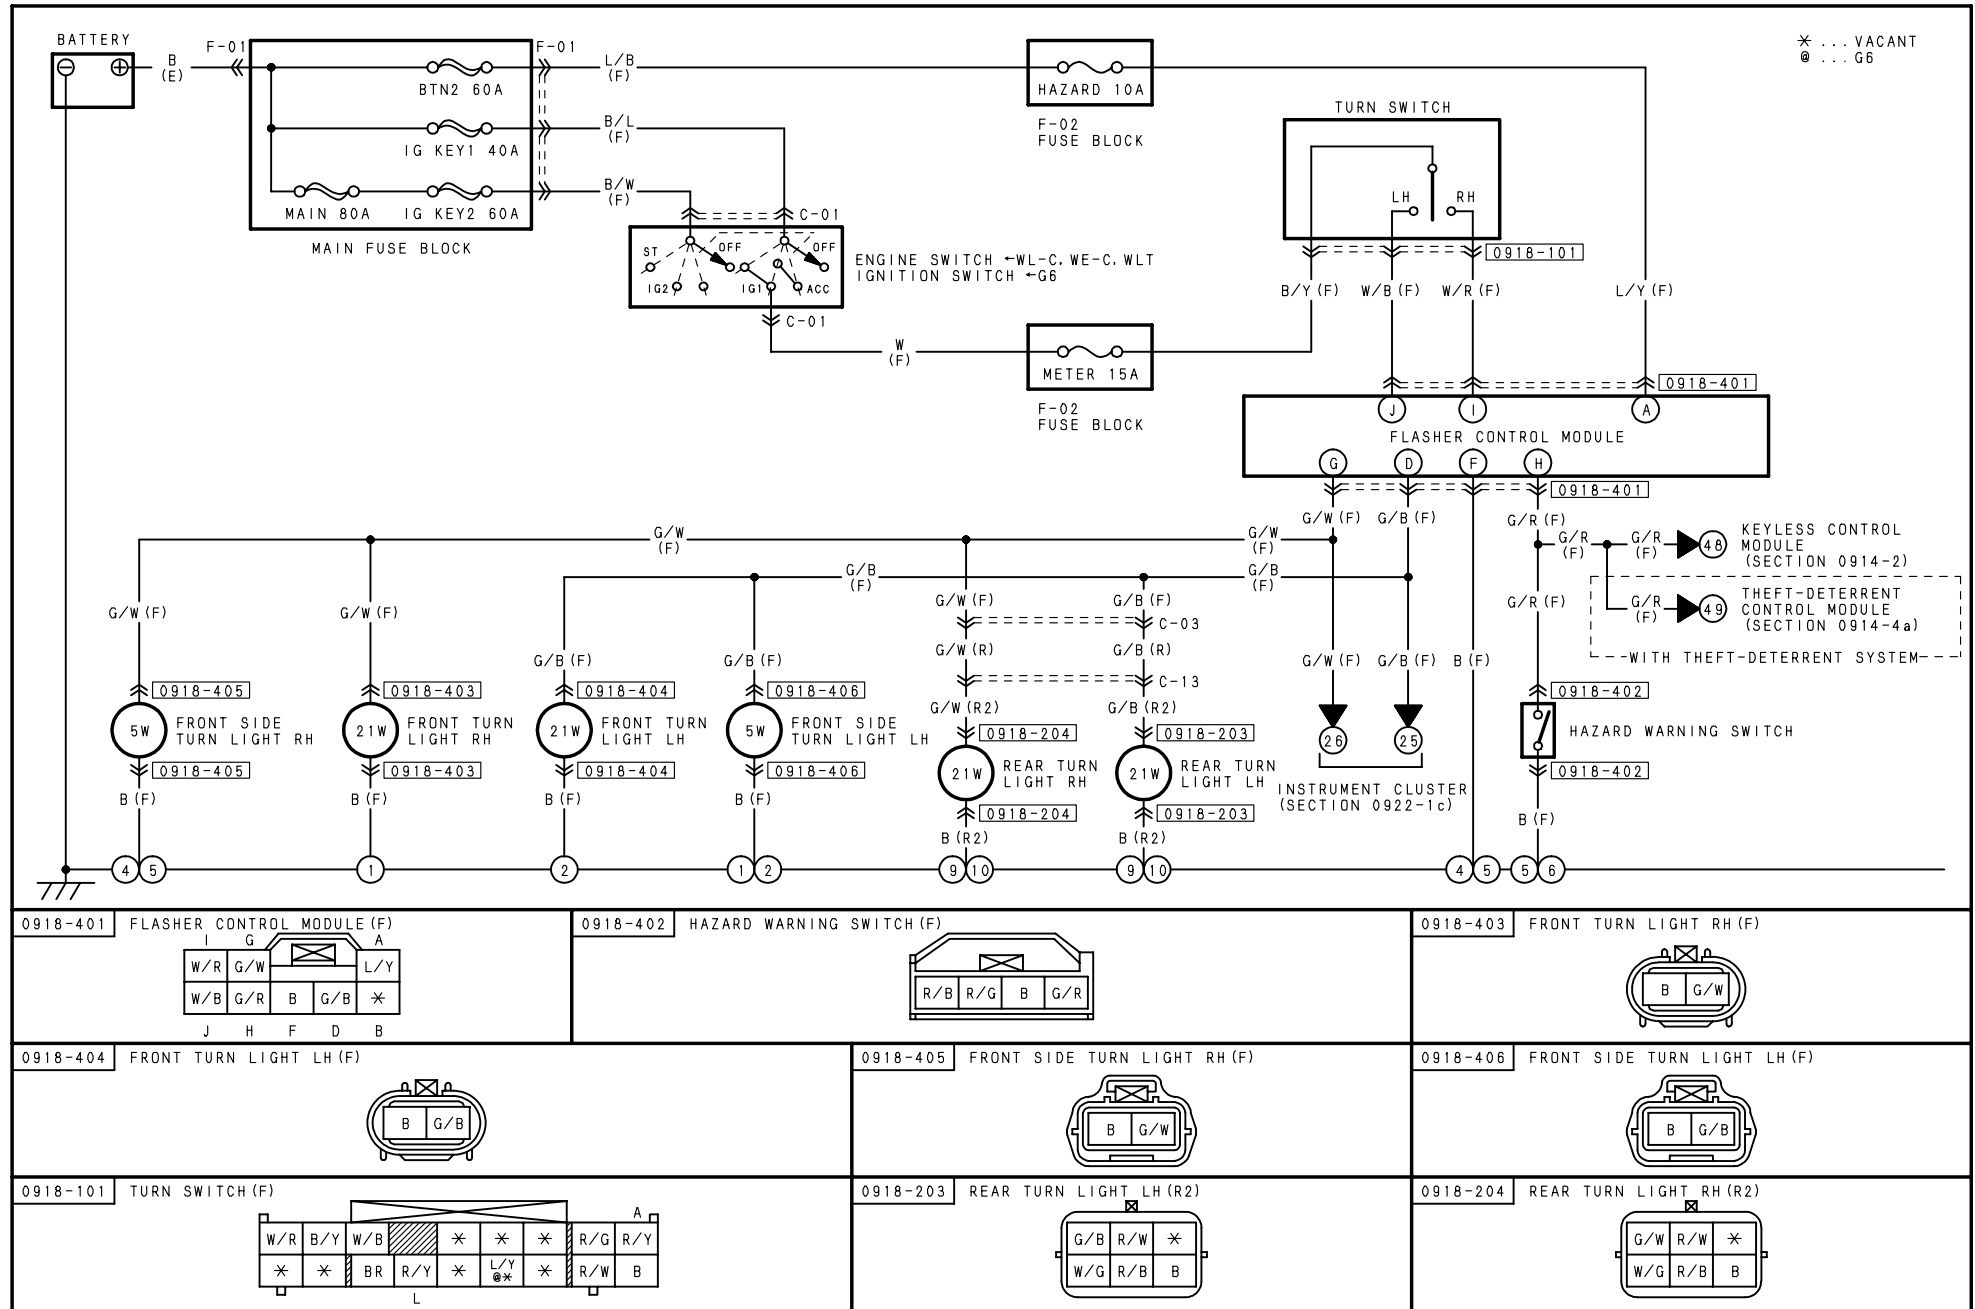 BATTERY
B
(E)
F-01
F-01
L/B
(F)
BTN2 60A
B/L
(F)
IG KEY1 40A
B/W
(F)
MAIN 80A
IG KEY2 60A
MAIN FUSE BLOCK
HAZARD 10A
F-02
FUSE BLOCK
✳ ... VACANT
@ ... G6
TURN SWITCH
LH
RH
0918-101
B/Y (F)
W/B (F)
W/R (F)
L/Y (F)
C-01
ST
OFF
OFF
IG2
IG1
ACC
ENGINE SWITCH ←WL-C, WE-C, WLT
IGNITION SWITCH ←G6
C-01
W
(F)
METER 15A
F-02
FUSE BLOCK
0918-401
J
I
A
FLASHER CONTROL MODULE
G
D
F
H
0918-401
G/W (F)
G/B (F)
G/R (F)
G/W
(F)
G/W
(F)
G/R
(F)
G/R
(F)
48
KEYLESS CONTROL
MODULE
(SECTION 0914-2)
G/B
(F)
G/B
(F)
G/R (F)
G/R
(F)
49
THEFT-DETERRENT
CONTROL MODULE
(SECTION 0914-4a)
WITH THEFT-DETERRENT SYSTEM
G/W (F)
G/W (F)
G/W (F)
G/B (F)
C-03
G/B (F)
G/B (F)
G/W (R)
G/B (R)
G/W (F)
G/B (F)
B (F)
C-13
0918-405
0918-403
0918-404
0918-406
G/W (R2)
G/B (R2)
0918-402
5W
FRONT SIDE
TURN LIGHT RH
21W
FRONT TURN
LIGHT RH
21W
FRONT TURN
LIGHT LH
5W
FRONT SIDE
TURN LIGHT LH
0918-204
0918-203
26
25
HAZARD WARNING SWITCH
0918-405
0918-403
0918-404
0918-406
21W
REAR TURN
LIGHT RH
21W
REAR TURN
LIGHT LH
0918-402
INSTRUMENT CLUSTER
(SECTION 0922-1c)
B (F)
B (F)
B (F)
B (F)
0918-204
0918-203
B (R2)
B (R2)
B (F)
4 5
1
2
1 2
9 10
9 10
4 5
5 6
0918-401 FLASHER CONTROL MODULE (F)
I G A
W/R G/W L/Y
W/B G/R B G/B ✳
J H F D B
0918-402 HAZARD WARNING SWITCH (F)
R/B R/G B G/R
0918-403 FRONT TURN LIGHT RH (F)
B G/W
0918-404 FRONT TURN LIGHT LH (F)
B G/B
0918-405 FRONT SIDE TURN LIGHT RH (F)
B G/W
0918-406 FRONT SIDE TURN LIGHT LH (F)
B G/B
0918-101 TURN SWITCH (F)
A
W/R B/Y W/B ✳ ✳ ✳ R/G R/Y
✳ ✳ BR R/Y ✳ L/Y @✳ ✳ R/W B
L
0918-203 REAR TURN LIGHT LH (R2)
G/B R/W ✳
W/G R/B B
0918-204 REAR TURN LIGHT RH (R2)
G/W R/W ✳
W/G R/B B